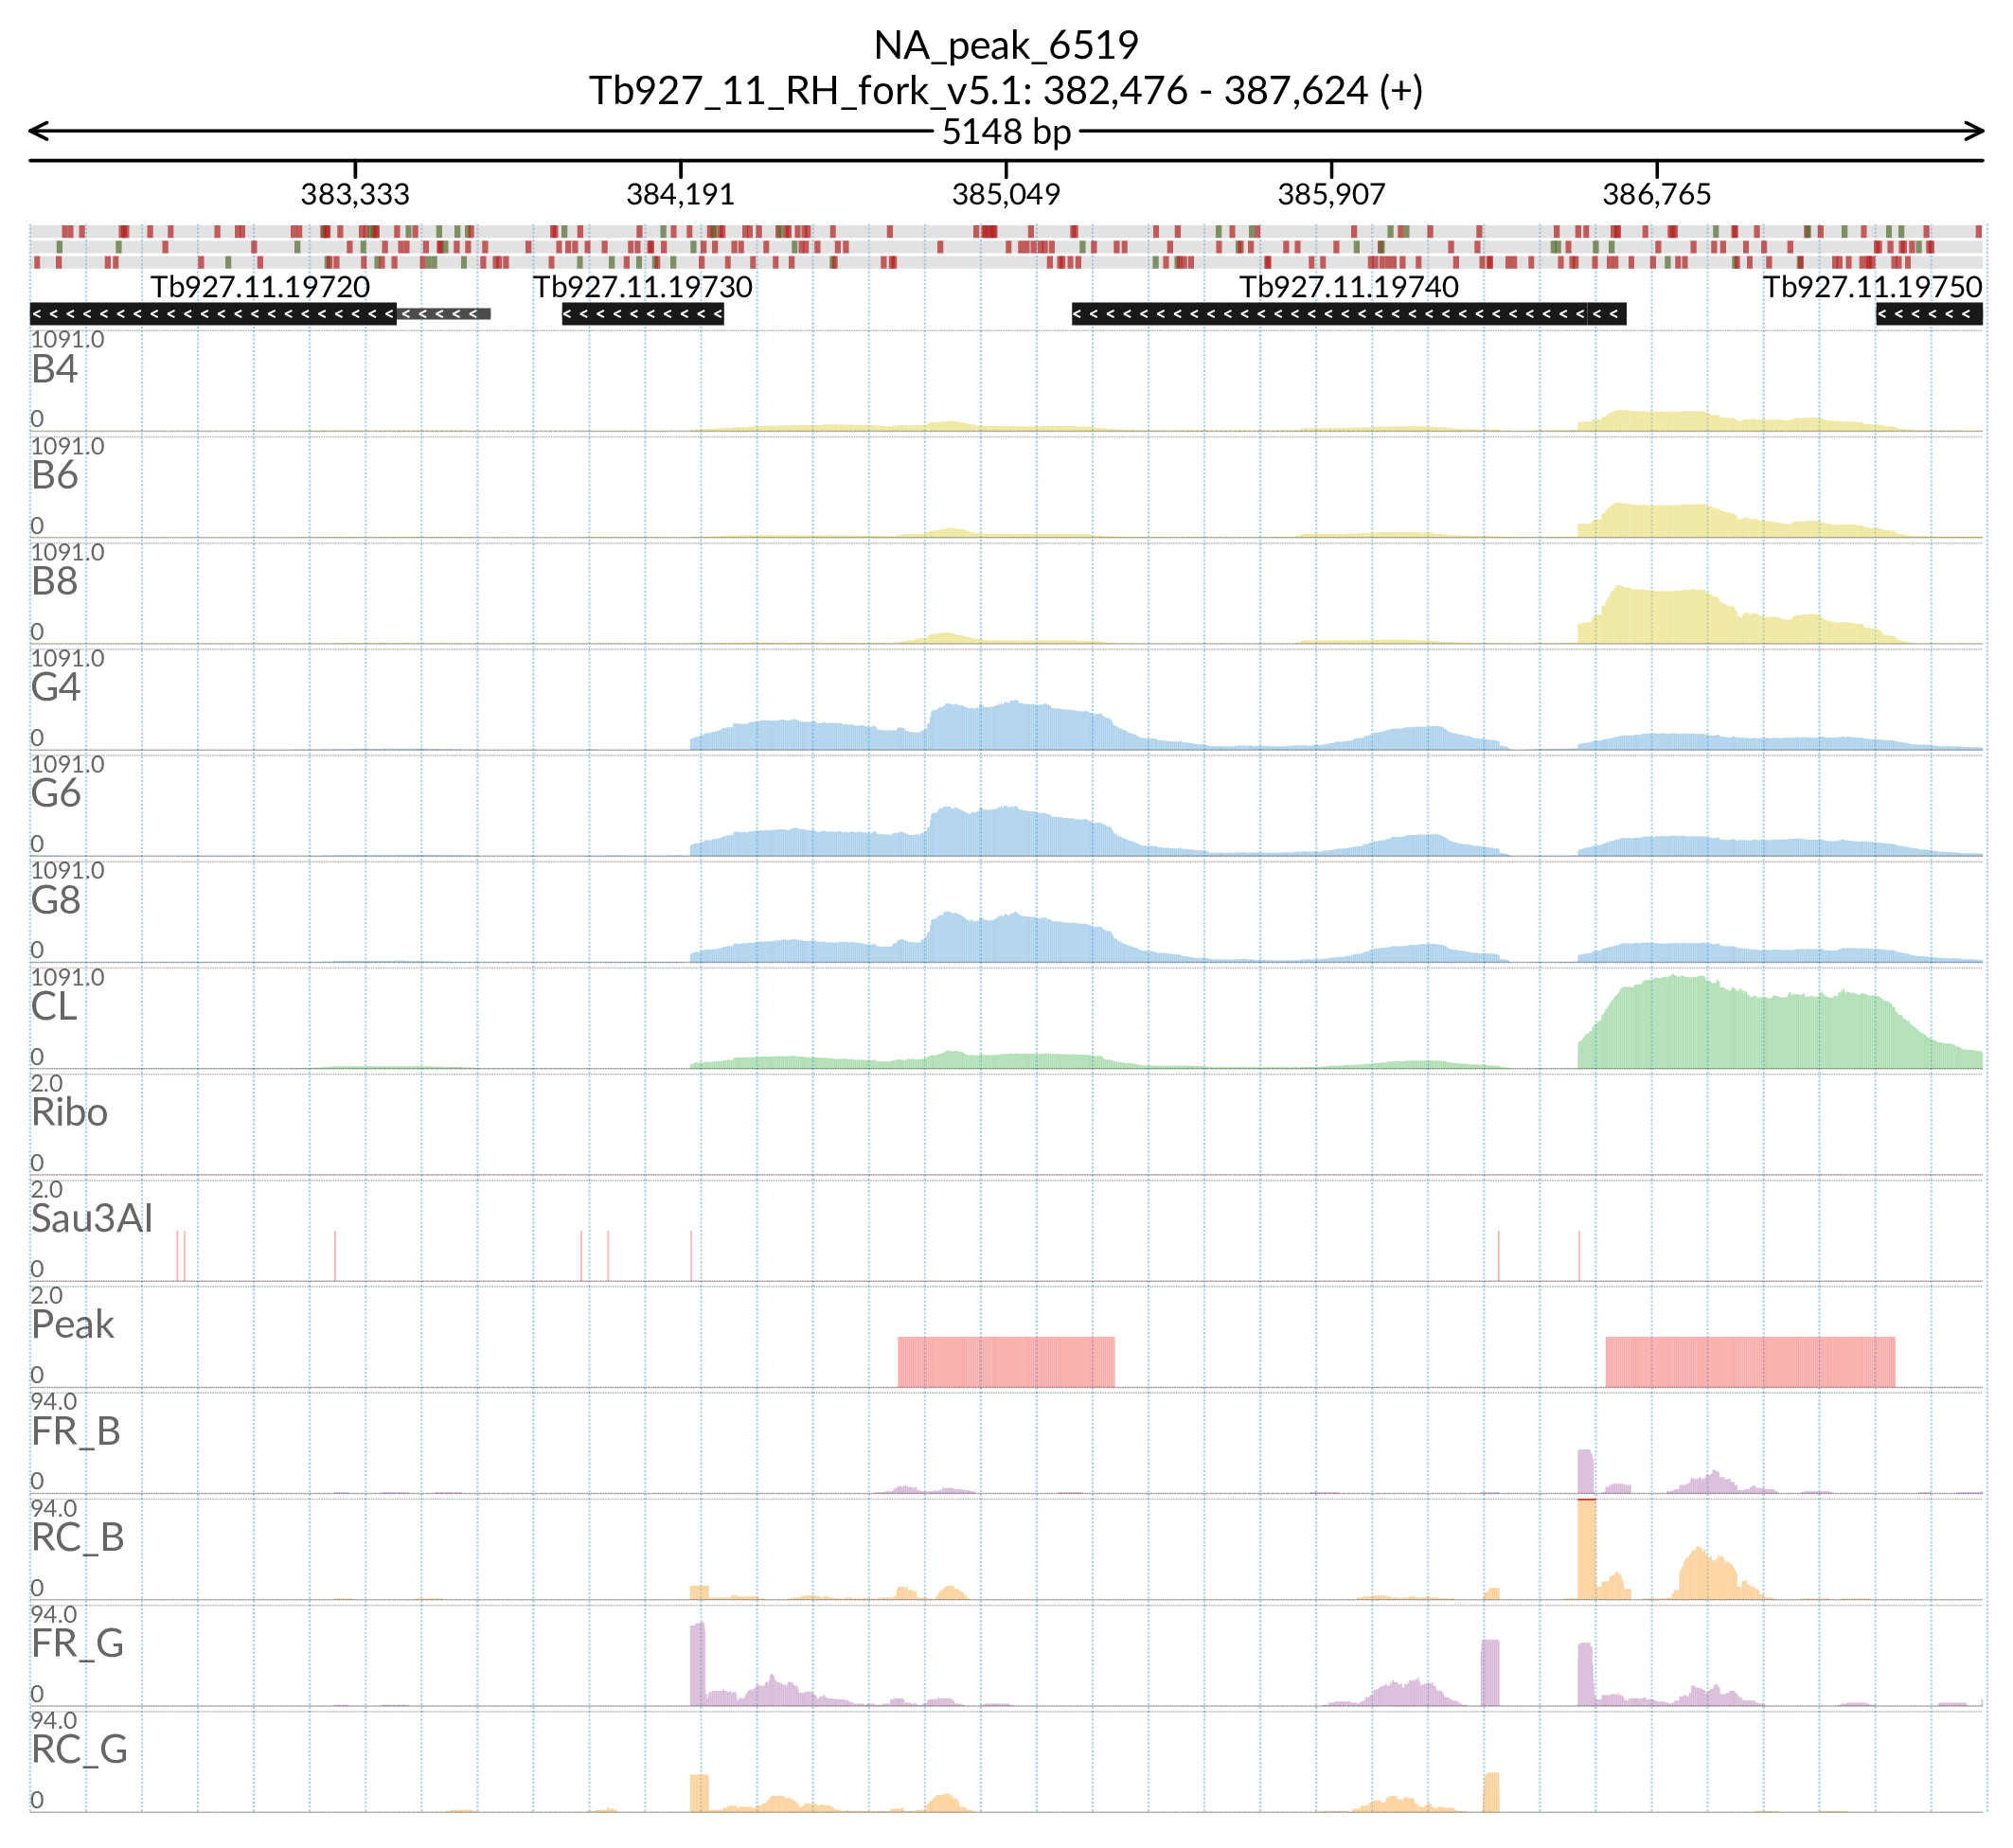 NA_peak_6519
Tb927_11_RH_fork_v5.1: 382,476 - 387,624 (+)
5148 bp
383,333 384,191 385,049 385,907 386,765
Tb927.11.19720 Tb927.11.19730 Tb927.11.19740 Tb927.11.19750
1091.0
B4
0
1091.0
B6
0
1091.0
B8
0
1091.0
G4
0
1091.0
G6
0
1091.0
G8
0
1091.0
CL
0
2.0
Ribo
0
2.0
Sau3AI
0
2.0
Peak
0
94.0
FR_B
0
94.0
RC_B
0
94.0
FR_G
0
94.0
RC_G
0